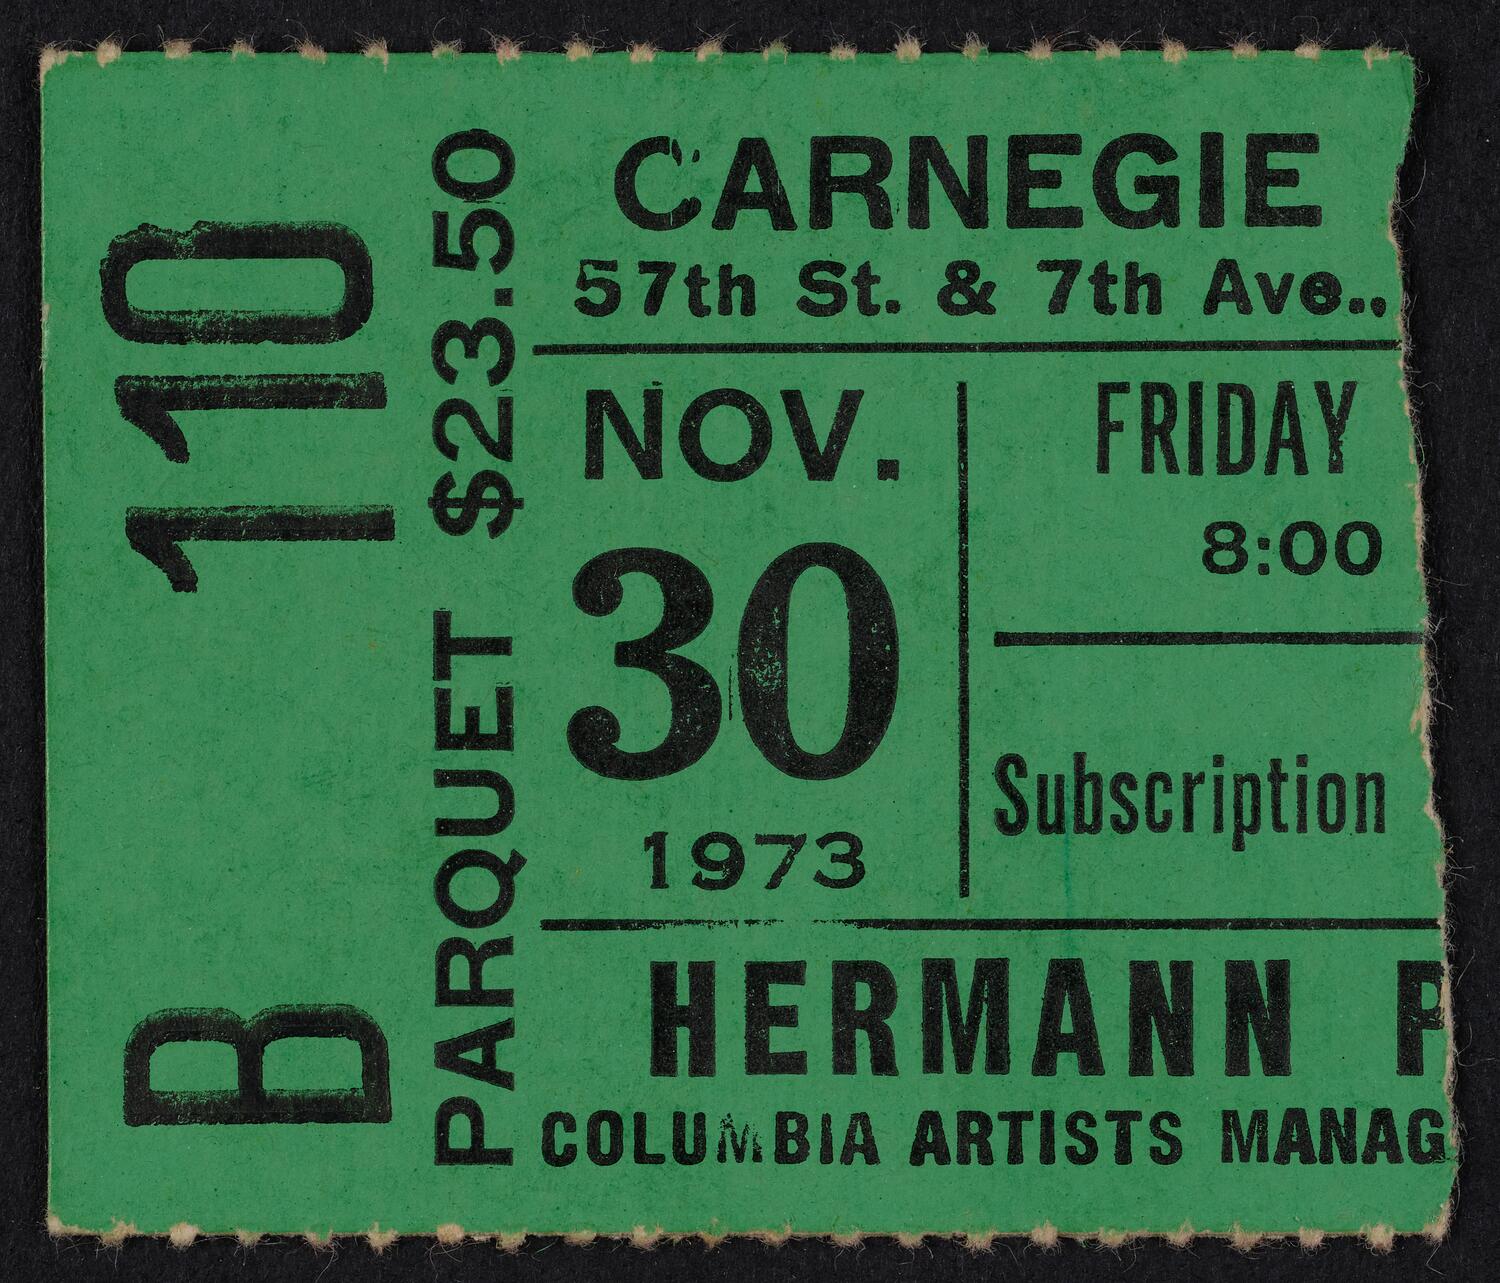 B 110
PARQUET $23.50
CARNEGIE
57th St. & 7th Ave.,
NOV.
30
1973
FRIDAY
8:00
Subscription
HERMANN P
COLUMBIA ARTISTS MANAG